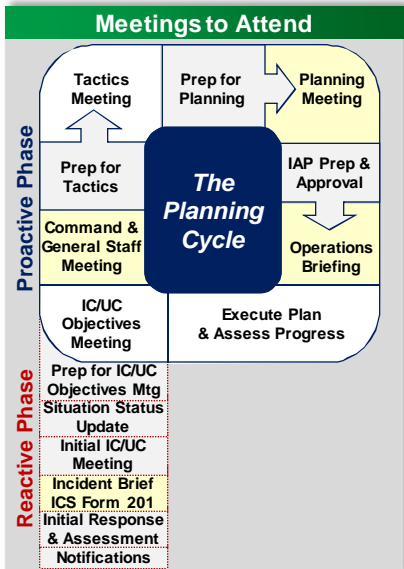 Meetings to Attend
Proactive Phase
Tactics
Meeting
Prep for
Planning
Planning
Meeting
Prep for
Tactics
The
Planning
Cycle
IAP Prep &
Approval
Command &
General Staff
Meeting
Operations
Briefing
IC/UC
Objectives
Meeting
Execute Plan
& Assess Progress
Reactive Phase
Prep for IC/UC
Objectives Mtg
Situation Status
Update
Initial IC/UC
Meeting
Incident Brief
ICS Form 201
Initial Response
& Assessment
Notifications